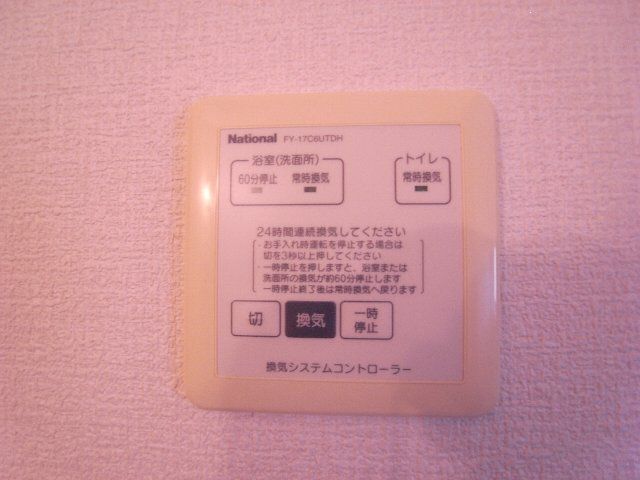 National FY-17C6UTDH
浴室(洗面所)
トイレ
60分停止 常時換気
常時換気
24時間連続換気してください
・お手入れ時運転を停止する場合は
切を3秒以上押してください
・一時停止を押しますと、浴室または
洗面所の換気が約60分停止します
一時停止終了後は常時換気へ戻ります
切
換気
一時
停止
換気システムコントローラー